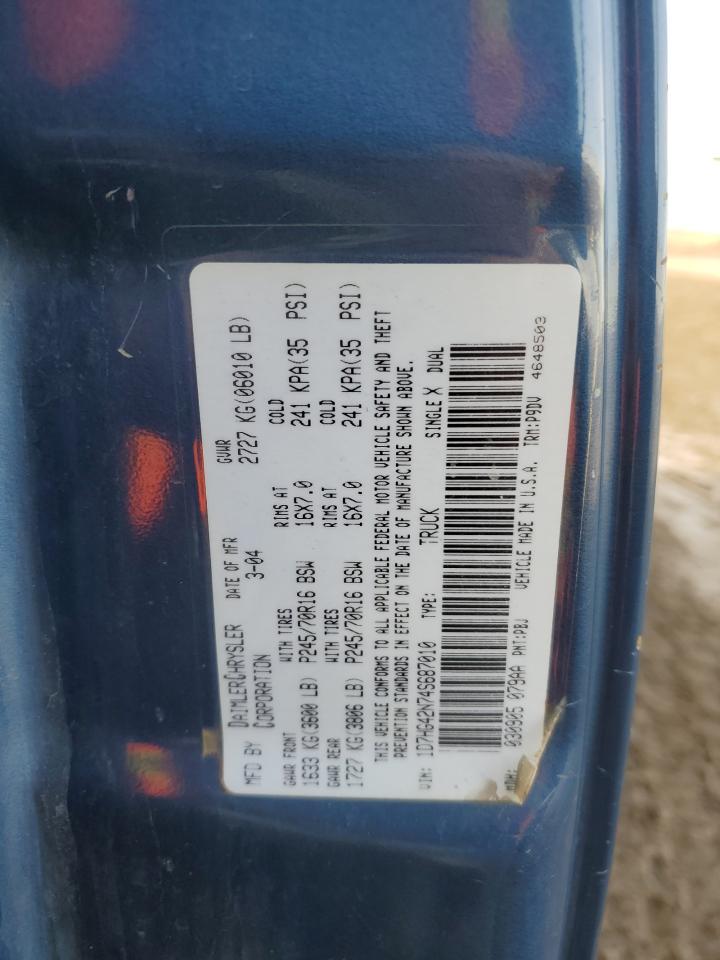 MFD BY DAIMLERCHRYSLER CORPORATION
DATE OF MFR 3-04
GVWR 2727 KG(06010 LB)
GAWR FRONT WITH TIRES RIMS AT COLD
1633 KG(3600 LB) P245/70R16 BSW 16X7.0 241 KPA(35 PSI)
GAWR REAR WITH TIRES RIMS AT COLD
1727 KG(3806 LB) P245/70R16 BSW 16X7.0 241 KPA(35 PSI)
THIS VEHICLE CONFORMS TO ALL APPLICABLE FEDERAL MOTOR VEHICLE SAFETY AND THEFT
PREVENTION STANDARDS IN EFFECT ON THE DATE OF MANUFACTURE SHOWN ABOVE.
VIN: 1D7HG42N74S687010 TYPE: TRUCK SINGLE X DUAL
MDH: 030905 079AA PNT:PBJ VEHICLE MADE IN U.S.A. TRM:P9DV 4648503